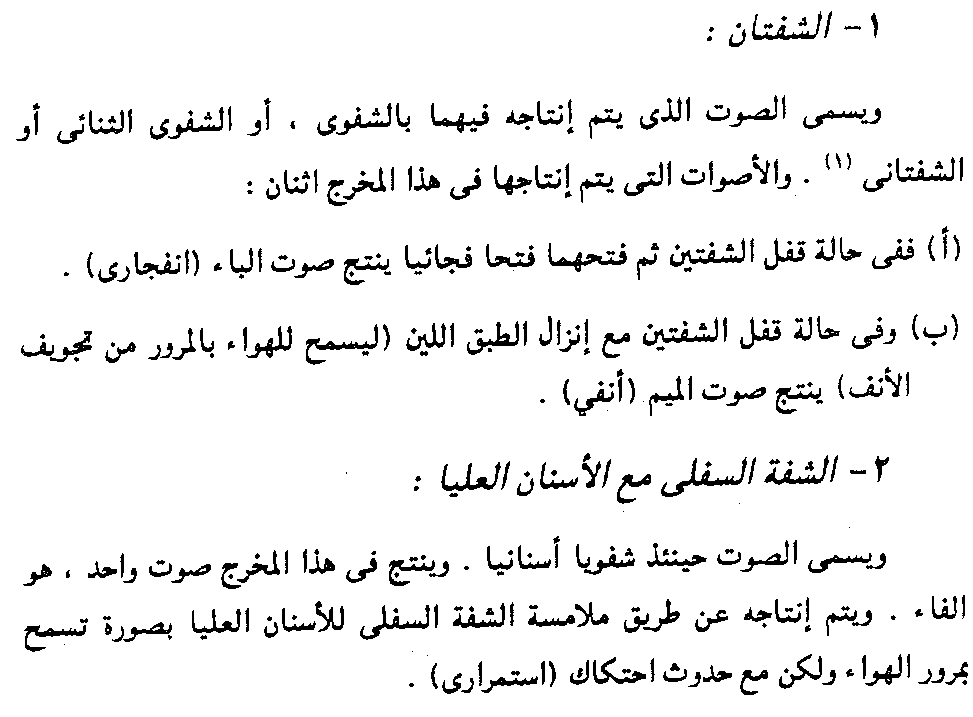 ١- الشفتان :
ويسمى الصوت الذى يتم إنتاجه فيهما بالشفوى ، أو الشفوى الثنائى أو
الشفتانى (١) . والأصوات التى يتم إنتاجها فى هذا المخرج اثنان :
(أ) ففى حالة قفل الشفتين ثم فتحهما فتحا فجائيا ينتج صوت الباء (انفجارى) .
(ب) وفى حالة قفل الشفتين مع إنزال الطبق اللين (ليسمح للهواء بالمرور من تجويف
الأنف) ينتج صوت الميم (أنفي) .
٢- الشفة السفلى مع الأسنان العليا :
ويسمى الصوت حينئذ شفويا أسنانيا . وينتج فى هذا المخرج صوت واحد ، هو
الفاء . ويتم إنتاجه عن طريق ملامسة الشفة السفلى للأسنان العليا بصورة تسمح
بمرور الهواء ولكن مع حدوث احتكاك (استمرارى) .